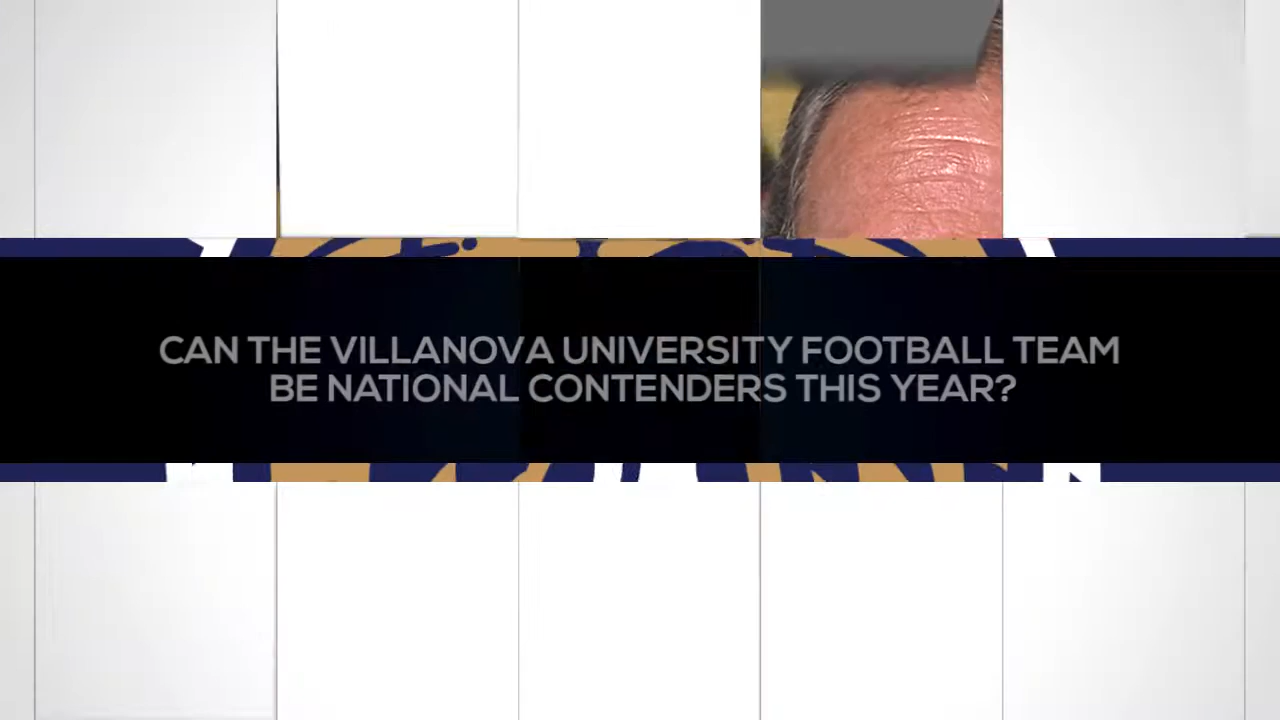 CAN THE VILLANOVA UNIVERSITY FOOTBALL TEAM
BE NATIONAL CONTENDERS THIS YEAR?